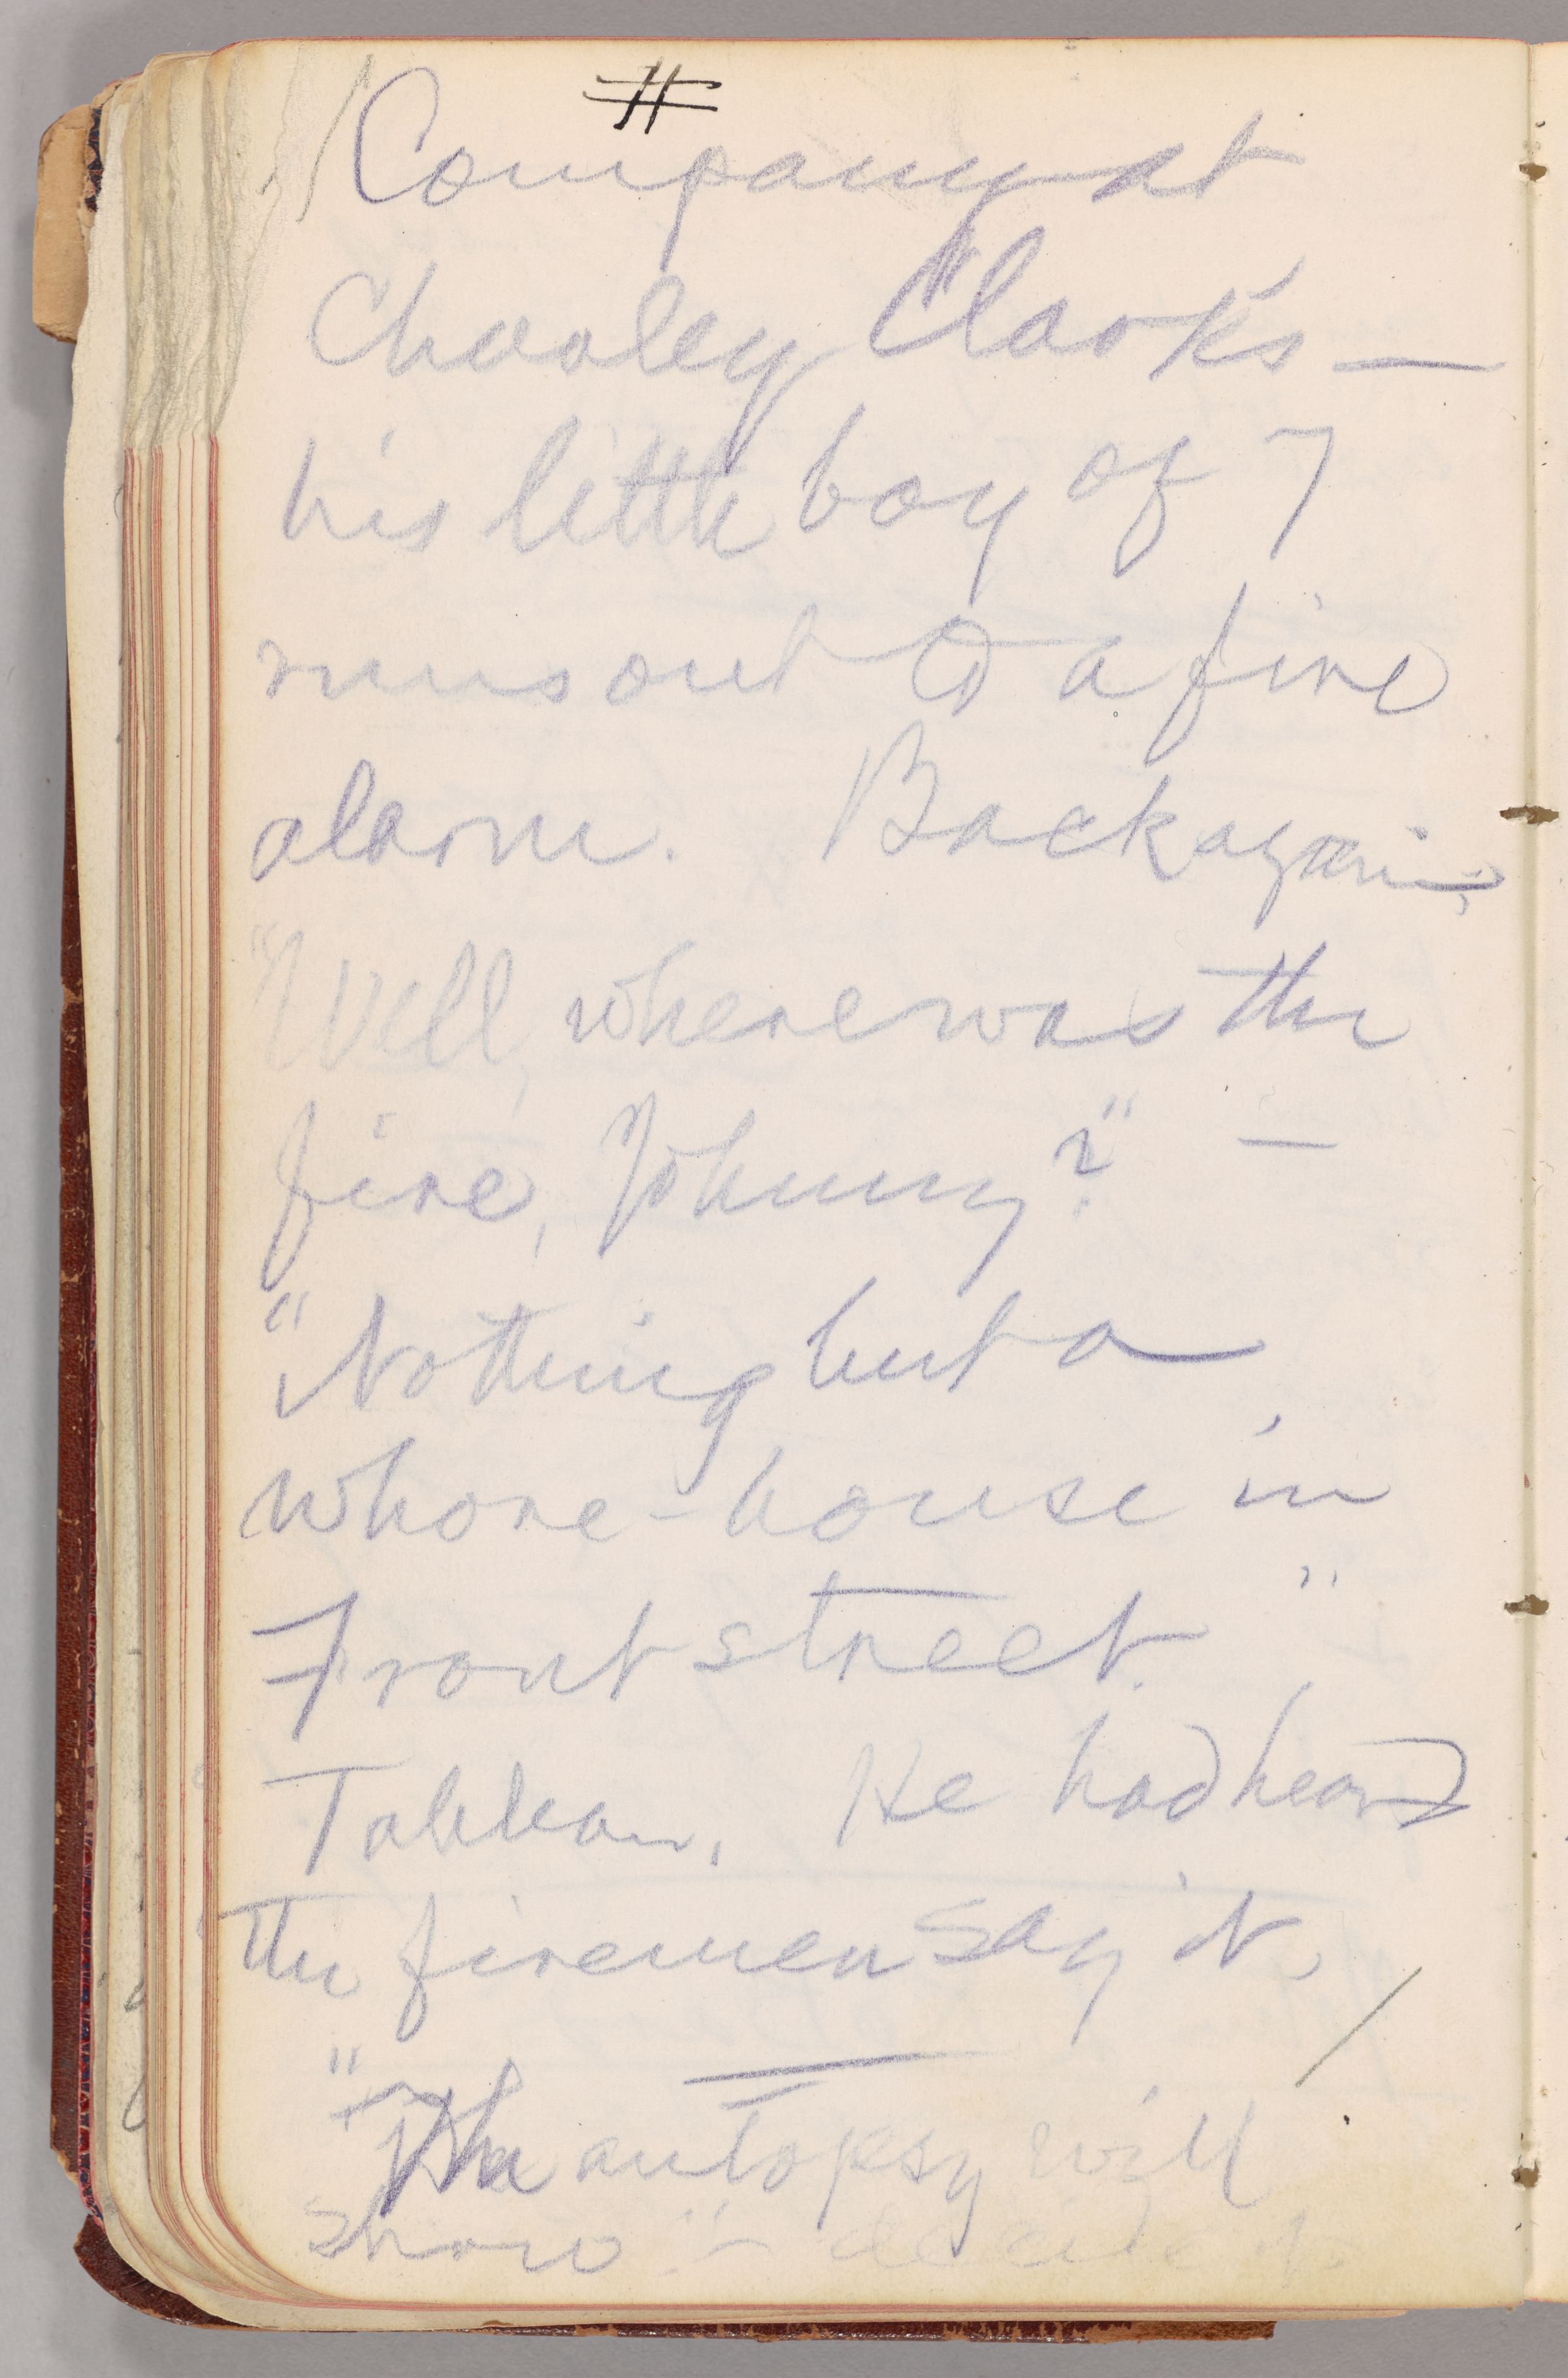 #
Company at
Charley Clark's —
his little boy of 7
runs out to a fire
alarm. Back again,
"Well, where was the
fire, Johnny?" —
"Nothing but a
whore-house in
Front street."
Tableau. He had heard
the firemen say it.
"The autopsy will
show" —